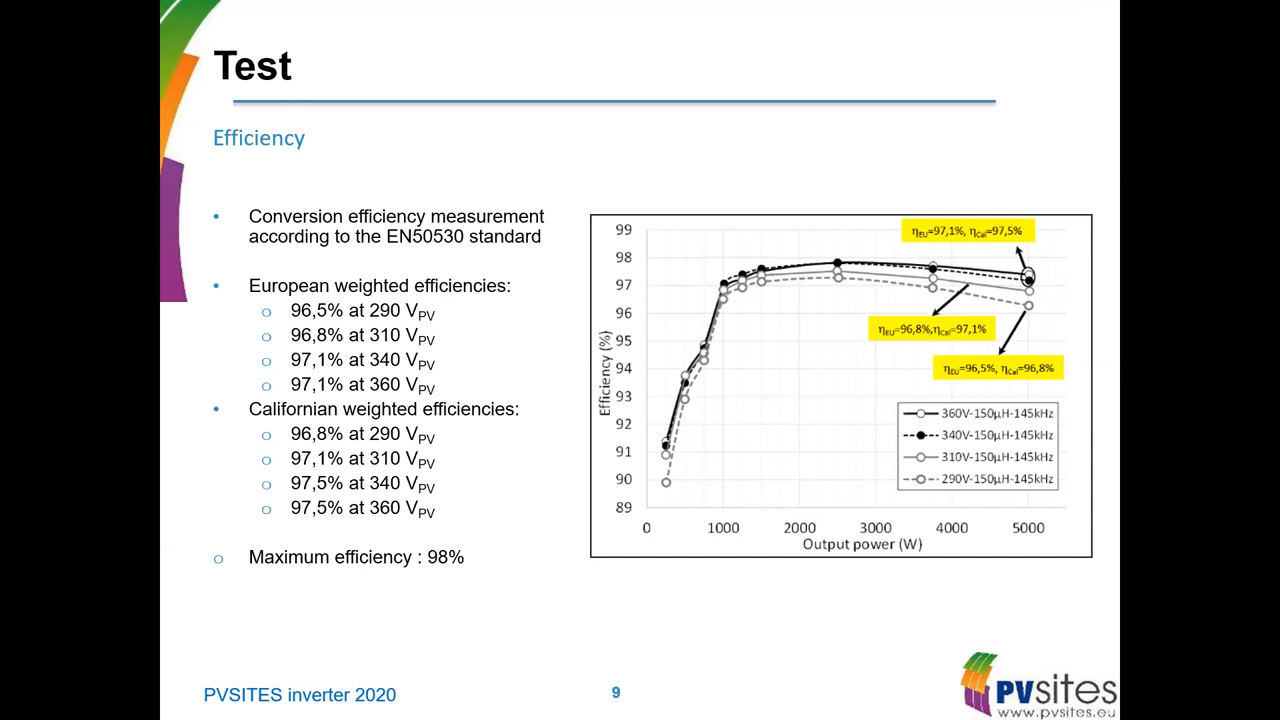 Test
Efficiency
• Conversion efficiency measurement
according to the EN50530 standard
• European weighted efficiencies:
o 96,5% at 290 VPV
o 96,8% at 310 VPV
o 97,1% at 340 VPV
o 97,1% at 360 VPV
• Californian weighted efficiencies:
o 96,8% at 290 VPV
o 97,1% at 310 VPV
o 97,5% at 340 VPV
o 97,5% at 360 VPV
o Maximum efficiency : 98%
99
98
97
96
95
94
93
92
91
90
89
Efficiency (%)
0 1000 2000 3000 4000 5000
Output power (W)
ηEU=97,1%, ηCal=97,5%
ηEU=96,8%,ηCal=97,1%
ηEU=96,5%, ηCal=96,8%
360V-150µH-145kHz
340V-150µH-145kHz
310V-150µH-145kHz
290V-150µH-145kHz
PVSITES inverter 2020
9
PVsites
www.pvsites.eu